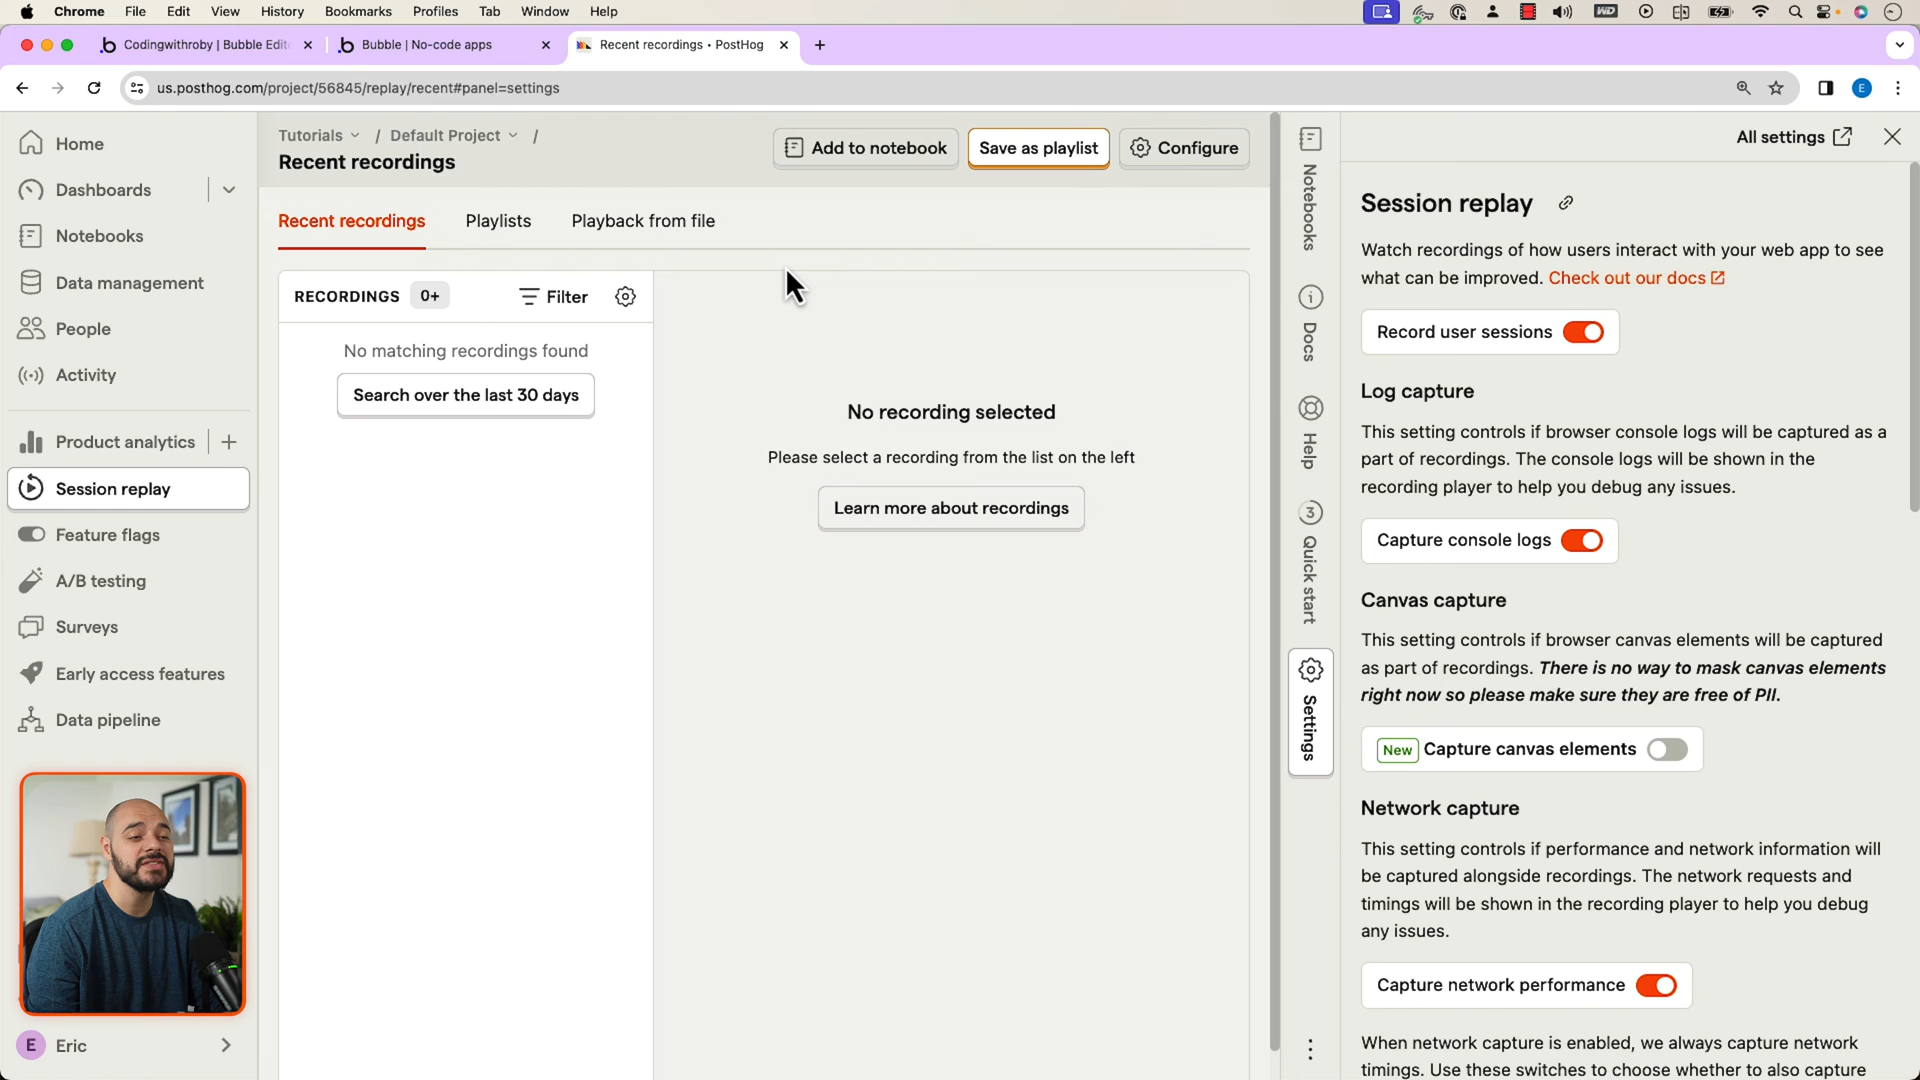 Chrome File Edit View History Bookmarks Profiles Tab Window Help
Codingwithroby | Bubble Edit
Bubble | No-code apps
Recent recordings • PostHog
us.posthog.com/project/56845/replay/recent#panel=settings
E
Home
Dashboards
Notebooks
Data management
People
Activity
Product analytics
Session replay
Feature flags
A/B testing
Surveys
Early access features
Data pipeline
E Eric
Tutorials / Default Project /
Recent recordings
Add to notebook
Save as playlist
Configure
Recent recordings
Playlists
Playback from file
RECORDINGS 0+
Filter
No matching recordings found
Search over the last 30 days
No recording selected
Please select a recording from the list on the left
Learn more about recordings
Notebooks
Docs
Help
3
Quick start
Settings
All settings
Session replay
Watch recordings of how users interact with your web app to see
what can be improved. Check out our docs
Record user sessions
Log capture
This setting controls if browser console logs will be captured as a
part of recordings. The console logs will be shown in the
recording player to help you debug any issues.
Capture console logs
Canvas capture
This setting controls if browser canvas elements will be captured
as part of recordings. There is no way to mask canvas elements
right now so please make sure they are free of PII.
New Capture canvas elements
Network capture
This setting controls if performance and network information will
be captured alongside recordings. The network requests and
timings will be shown in the recording player to help you debug
any issues.
Capture network performance
When network capture is enabled, we always capture network
timings. Use these switches to choose whether to also capture